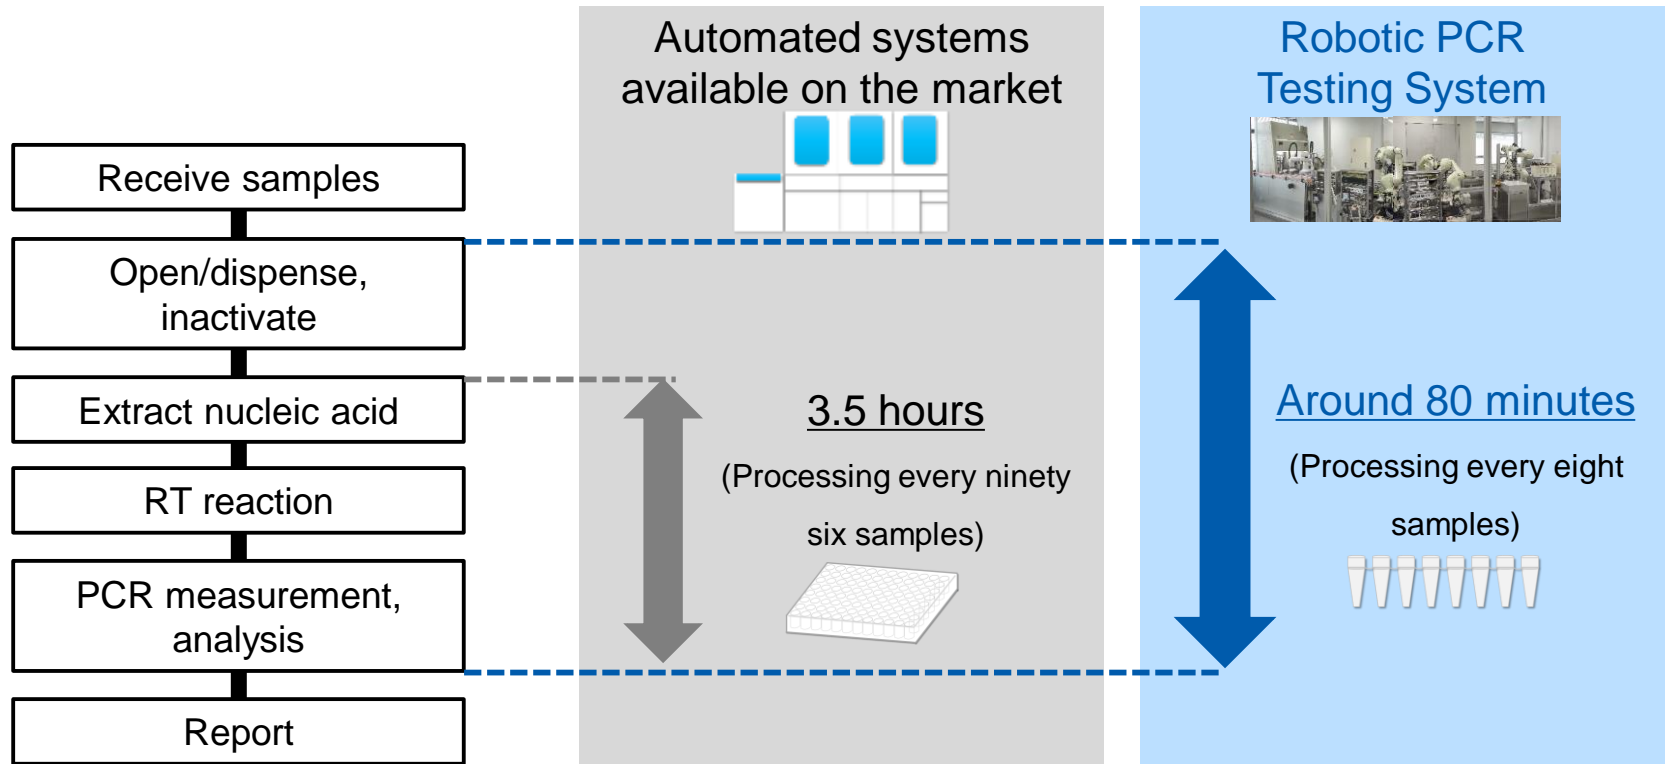 Automated systems
available on the market
Robotic PCR
Testing System
Receive samples
Open/dispense,
inactivate
Extract nucleic acid
RT reaction
PCR measurement,
analysis
Report
3.5 hours
(Processing every ninety
six samples)
Around 80 minutes
(Processing every eight
samples)